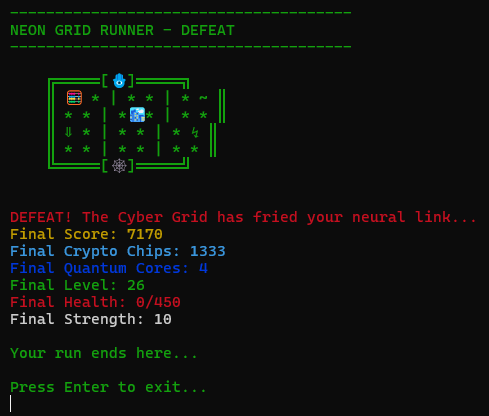 --------------------------------------
NEON GRID RUNNER - DEFEAT
--------------------------------------
╔═════[🪬]═════╗
║ 🧮 * | * * | * ~ ║
║ * * | *🧊* | * * ║
║ ⇓ * | * * | * ↯ ║
║ * * | * * | * * ║
╚═════[🕸]═════╝
DEFEAT! The Cyber Grid has fried your neural link...
Final Score: 7170
Final Crypto Chips: 1333
Final Quantum Cores: 4
Final Level: 26
Final Health: 0/450
Final Strength: 10
Your run ends here...
Press Enter to exit...